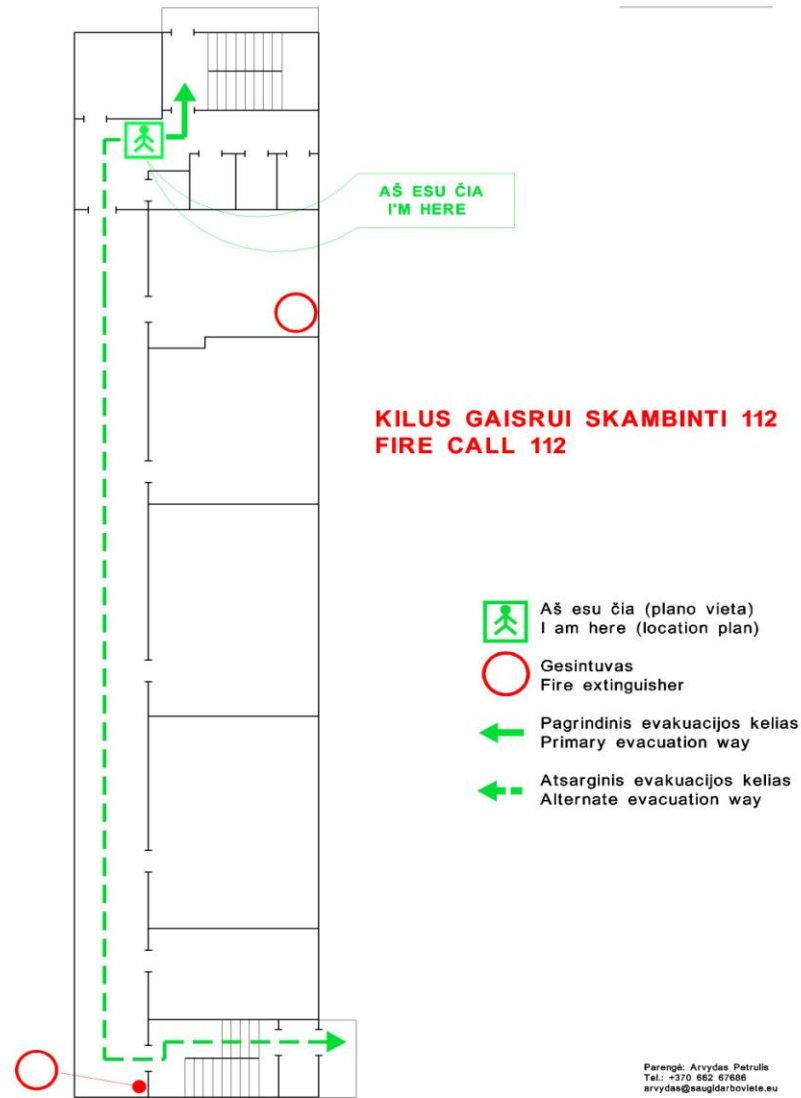 AŠ ESU ČIA
I'M HERE
KILUS GAISRUI SKAMBINTI 112
FIRE CALL 112
Aš esu čia (plano vieta)
I am here (location plan)
Gesintuvas
Fire extinguisher
Pagrindinis evakuacijos kelias
Primary evacuation way
Atsarginis evakuacijos kelias
Alternate evacuation way
Parengė: Arvydas Petrulis
Tel.: +370 662 67686
arvydas@saugidarboviete.eu